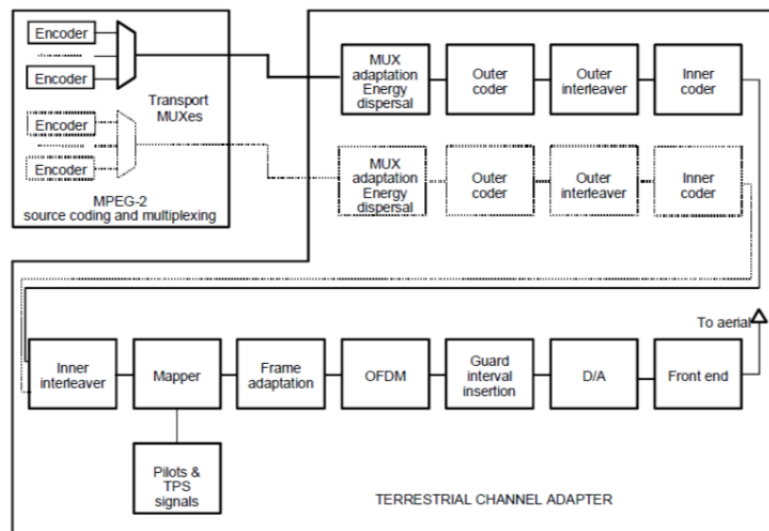 Encoder
Encoder
Transport
MUXes
Encoder
Encoder
MPEG-2
source coding and multiplexing
MUX
adaptation
Energy
dispersal
Outer
coder
Outer
interleaver
Inner
coder
MUX
adaptation
Energy
dispersal
Outer
coder
Outer
interleaver
Inner
coder
To aerial
Inner
interleaver
Mapper
Frame
adaptation
OFDM
Guard
interval
insertion
D/A
Front end
Pilots &
TPS
signals
TERRESTRIAL CHANNEL ADAPTER